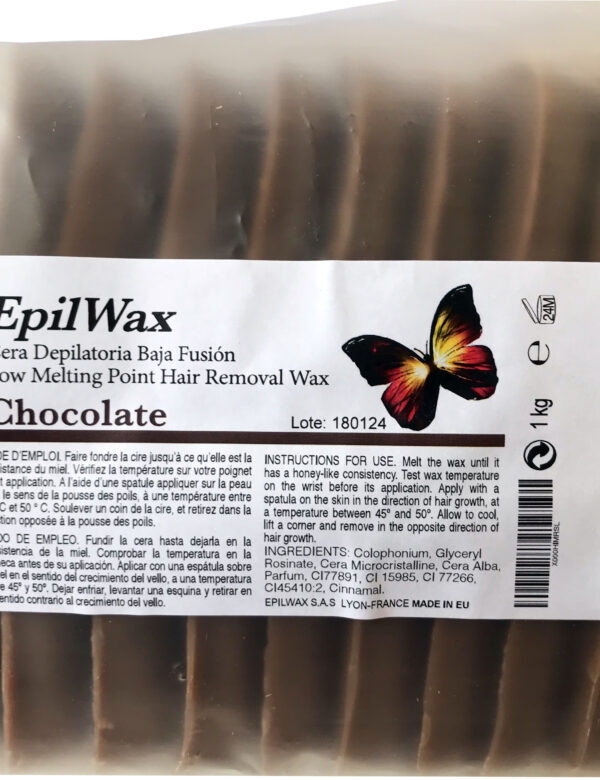 EpilWax
era Depilatoria Baja Fusión
ow Melting Point Hair Removal Wax
Chocolate
Lote: 180124
DE D'EMPLOI. Faire fondre la cire jusqu'à ce qu'elle est la
istance du miel. Vérifiez la température sur votre poignet
t application. A l'aide d'une spatule appliquer sur la peau
le sens de la pousse des poils, à une température entre
C et 50 º C. Soulever un coin de la cire, et retirez dans la
tion opposée à la pousse des poils.
DO DE EMPLEO. Fundir la cera hasta dejarla en la
sistencia de la miel. Comprobar la temperatura en la
eca antes de su aplicación. Aplicar con una espátula sobre
el en el sentido del crecimiento del vello, a una temperatura
e 45º y 50º. Dejar enfriar, levantar una esquina y retirar en
entido contrario al crecimiento del vello.
INSTRUCTIONS FOR USE. Melt the wax until it
has a honey-like consistency. Test wax temperature
on the wrist before its application. Apply with a
spatula on the skin in the direction of hair growth, at
a temperature between 45º and 50º. Allow to cool,
lift a corner and remove in the opposite direction of
hair growth.
INGREDIENTS: Colophonium, Glyceryl
Rosinate, Cera Microcristalline, Cera Alba,
Parfum, CI77891, CI 15985, CI 77266,
CI45410:2, Cinnamal.
EPILWAX S.A.S LYON-FRANCE MADE IN EU
24M
e
1 kg